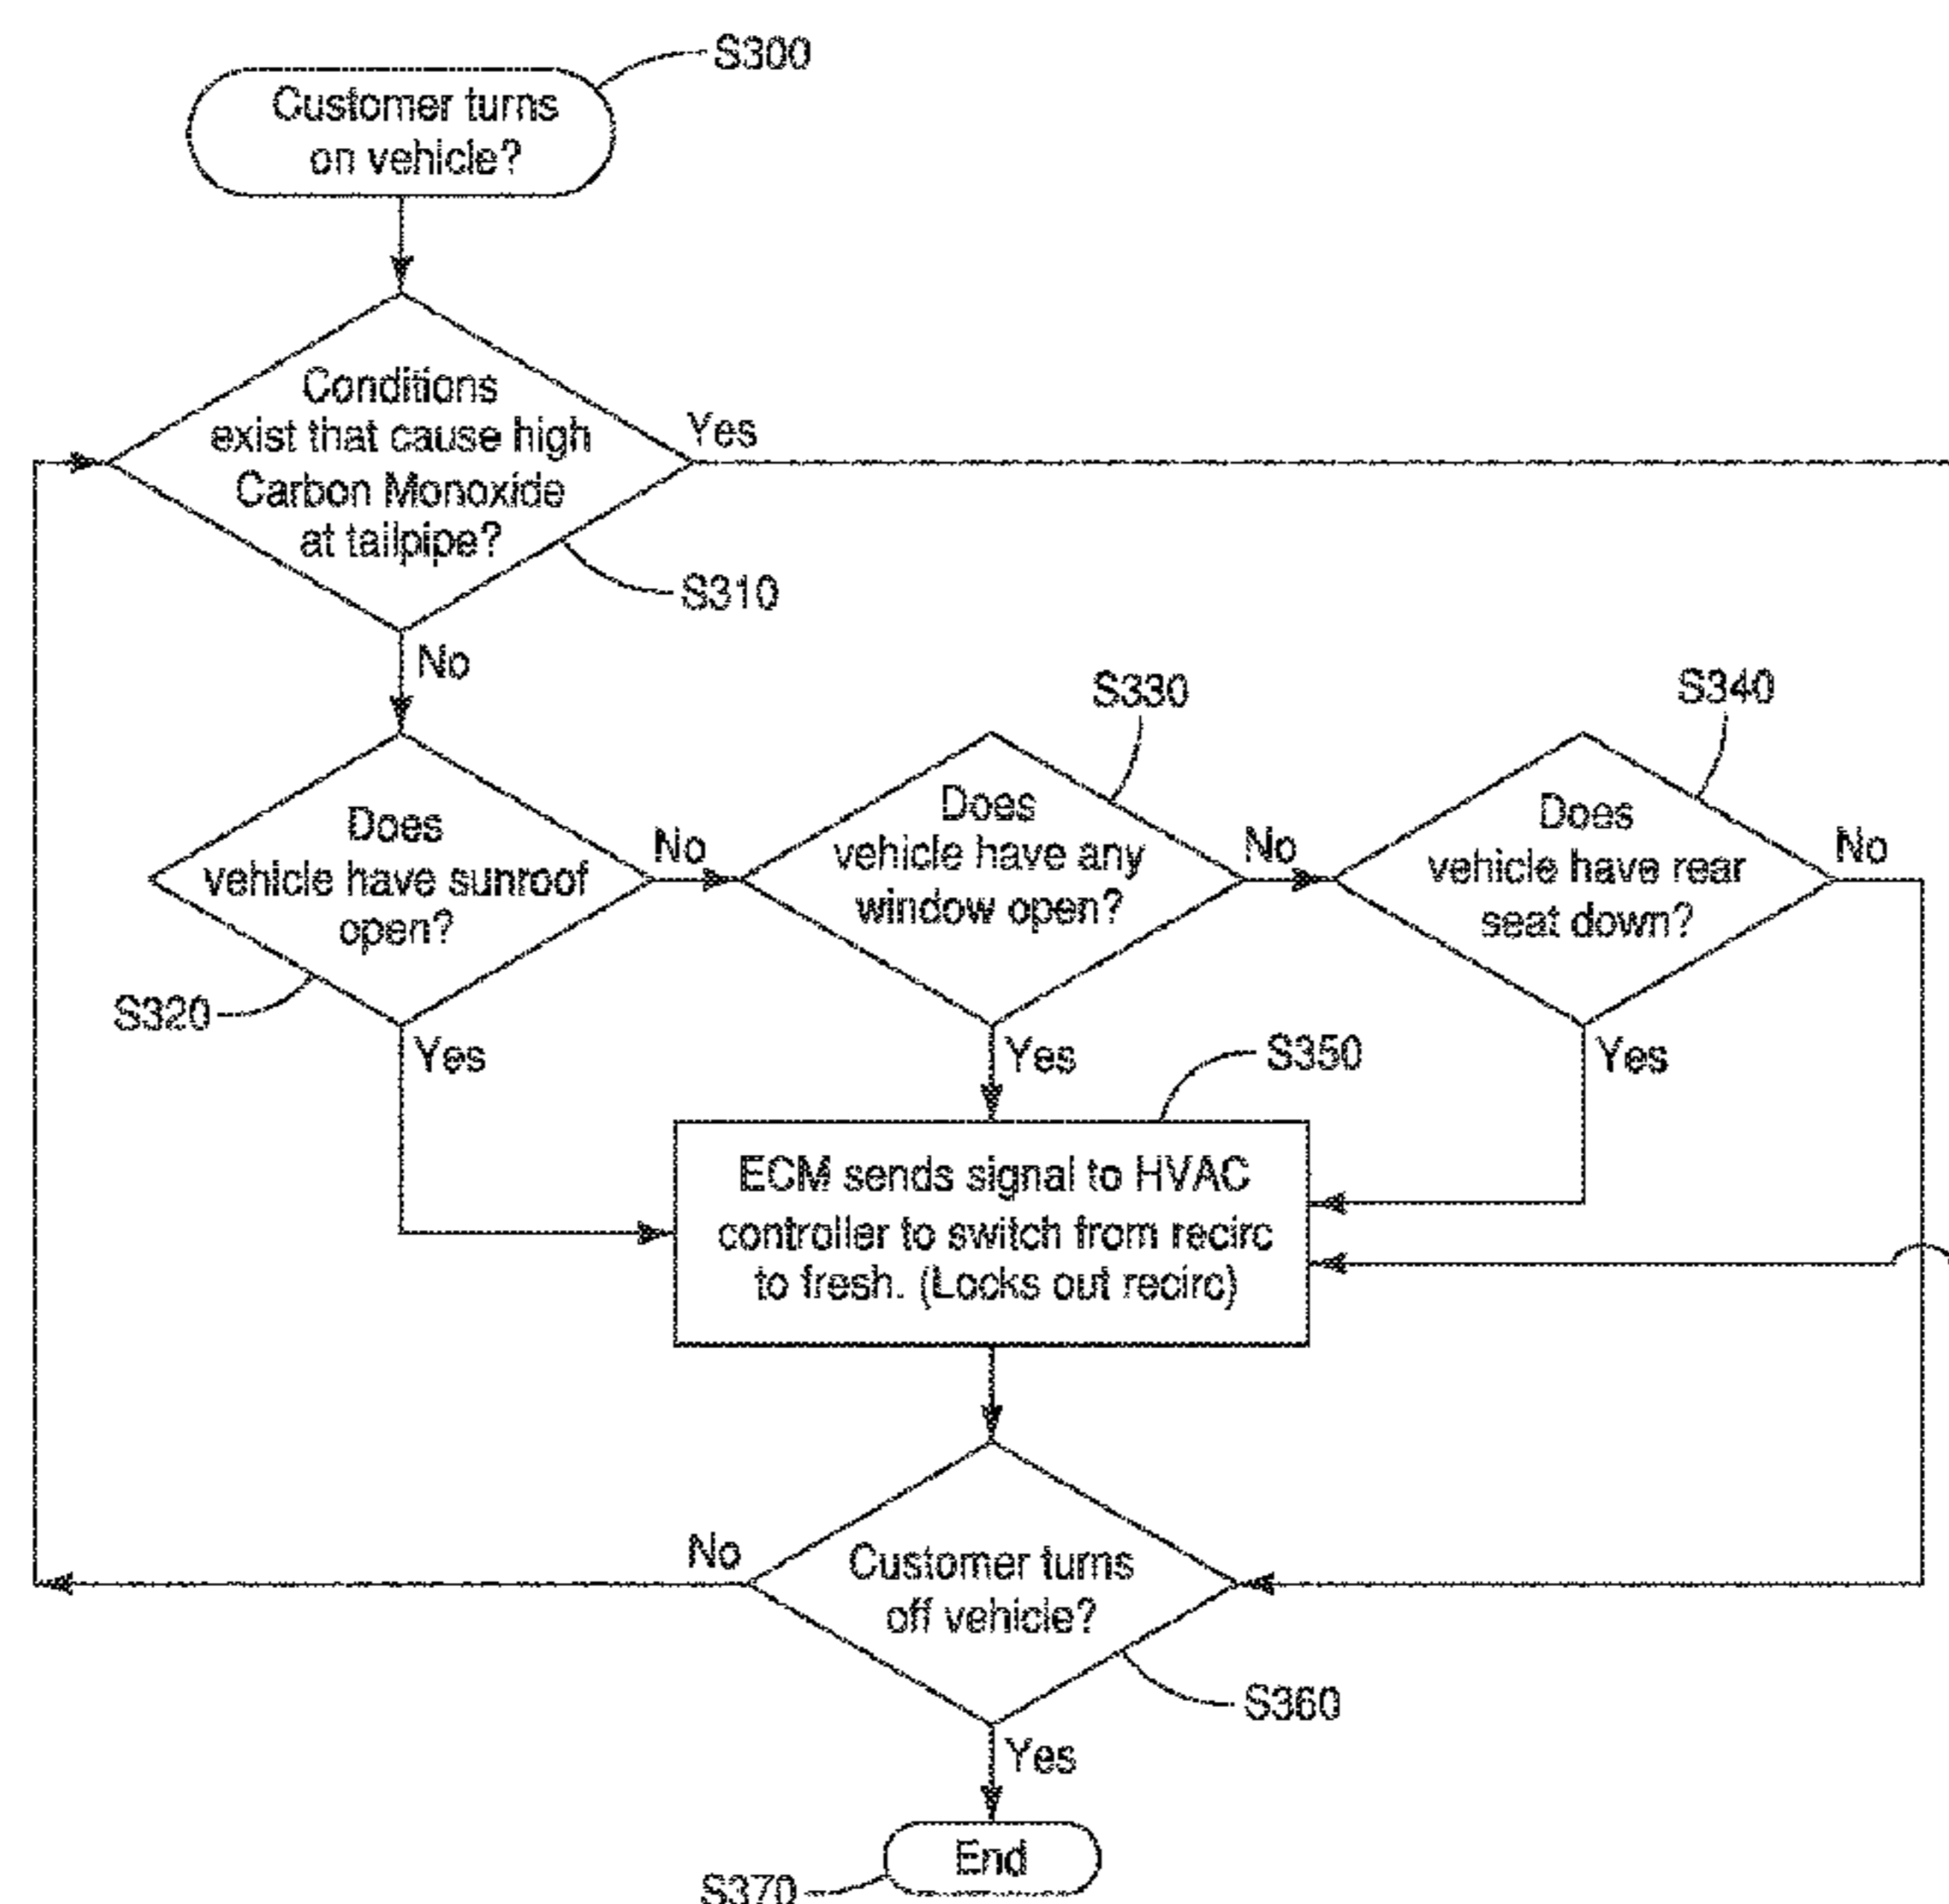 S300
Customer turns
on vehicle?
Conditions
exist that cause high
Carbon Monoxide
at tailpipe?
Yes
S310
No
S330
S340
Does
vehicle have sunroof
open?
No
Does
vehicle have any
window open?
No
Does
vehicle have rear
seat down?
No
S320
Yes
Yes
S350
Yes
ECM sends signal to HVAC
controller to switch from recirc
to fresh. (Locks out recirc)
No
Customer turns
off vehicle?
S360
Yes
End
S370